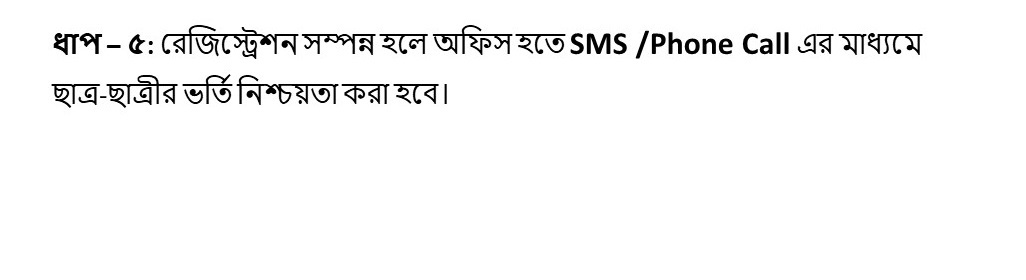 ধাপ – ৫: রেজিস্ট্রেশন সম্পন্ন হলে অফিস হতে SMS /Phone Call এর মাধ্যমে
ছাত্র-ছাত্রীর ভর্তি নিশ্চয়তা করা হবে।